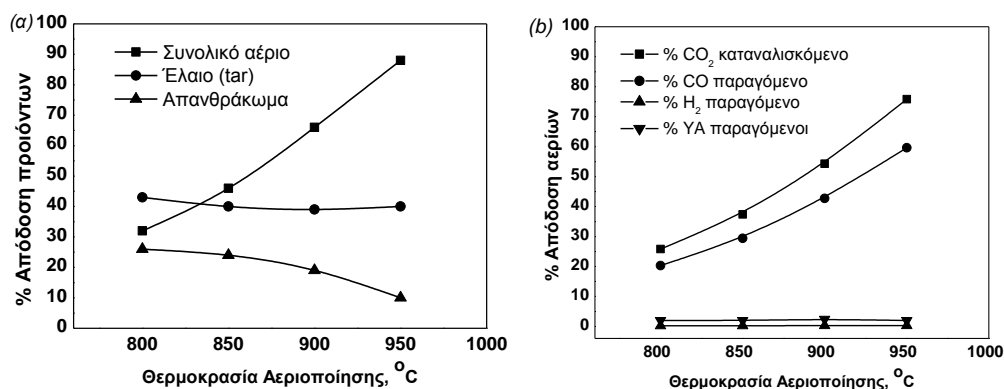 (α)
100
90
80
70
60
50
40
30
20
10
0
% Απόδοση προιόντων
Συνολικό αέριο
Έλαιο (tar)
Απανθράκωμα
800 850 900 950 1000
Θερμοκρασία Αεριοποίησης, °C
(b)
100
90
80
70
60
50
40
30
20
10
0
% Απόδοση αερίων
% CO₂ καταναλισκόμενο
% CO παραγόμενο
% H₂ παραγόμενο
% ΥΑ παραγόμενοι
800 850 900 950 1000
Θερμοκρασία Αεριοποίησης, °C